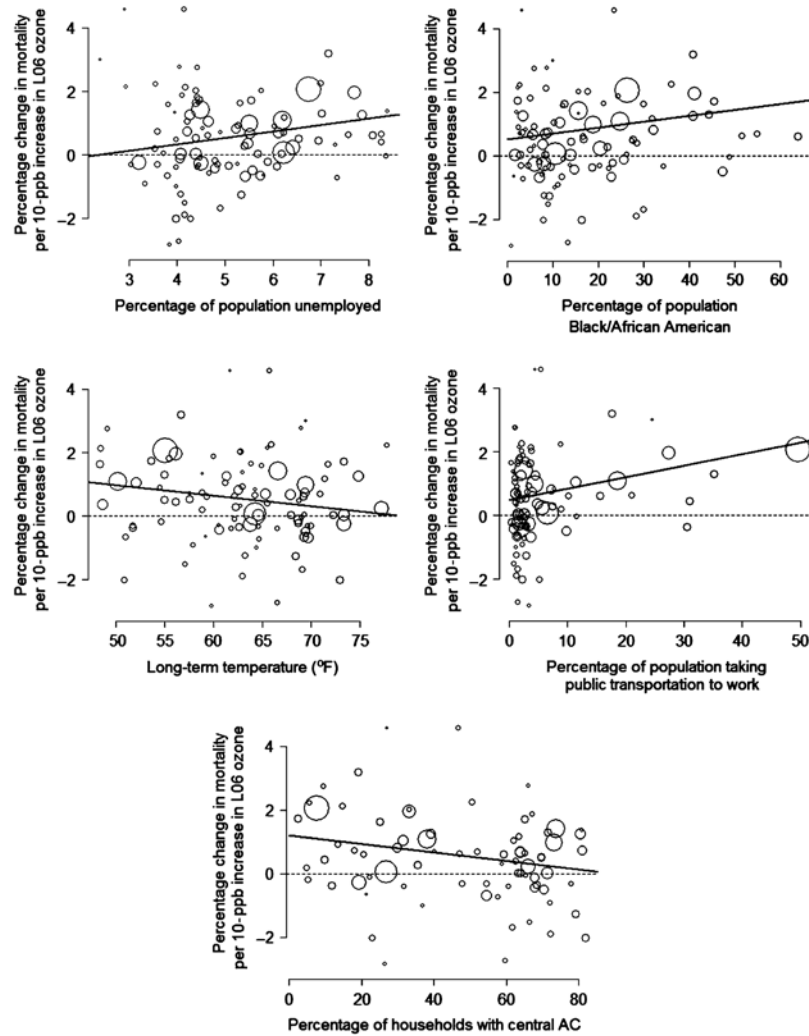 Percentage change in mortality
per 10-ppb increase in L06 ozone
4
2
0
–2
3 4 5 6 7 8
Percentage of population unemployed
Percentage change in mortality
per 10-ppb increase in L06 ozone
4
2
0
–2
0 10 20 30 40 50 60
Percentage of population
Black/African American
Percentage change in mortality
per 10-ppb increase in L06 ozone
4
2
0
–2
50 55 60 65 70 75
Long-term temperature (°F)
Percentage change in mortality
per 10-ppb increase in L06 ozone
4
2
0
–2
0 10 20 30 40 50
Percentage of population taking
public transportation to work
Percentage change in mortality
per 10-ppb increase in L06 ozone
4
2
0
–2
0 20 40 60 80
Percentage of households with central AC